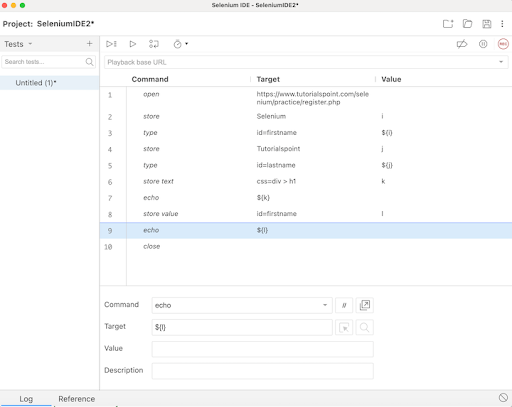 Selenium IDE - SeleniumIDE2*
Project: SeleniumIDE2*
Tests
Search tests...
Untitled (1)*
REC
Playback base URL
Command Target Value
1 open https://www.tutorialspoint.com/sele
nium/practice/register.php
2 store Selenium i
3 type id=firstname ${i}
4 store Tutorialspoint j
5 type id=lastname ${j}
6 store text css=div > h1 k
7 echo ${k}
8 store value id=firstname l
9 echo ${l}
10 close
Command echo //
Target ${l}
Value
Description
Log Reference